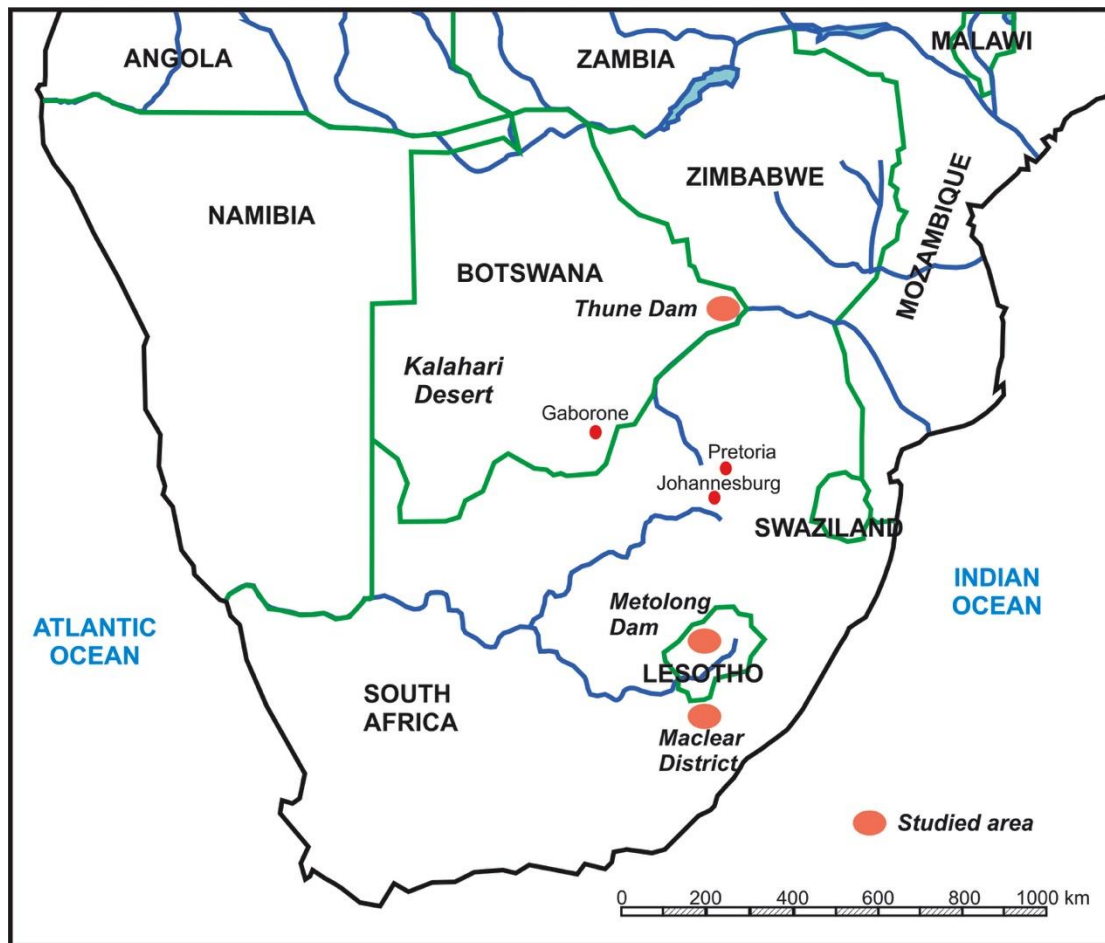 ANGOLA
ZAMBIA
MALAWI
NAMIBIA
ZIMBABWE
MOZAMBIQUE
BOTSWANA
Thune Dam
Kalahari
Desert
Gaborone
Pretoria
Johannesburg
SWAZILAND
INDIAN
OCEAN
ATLANTIC
OCEAN
Metolong
Dam
LESOTHO
SOUTH
AFRICA
Maclear
District
Studied area
0 200 400 600 800 1000 km